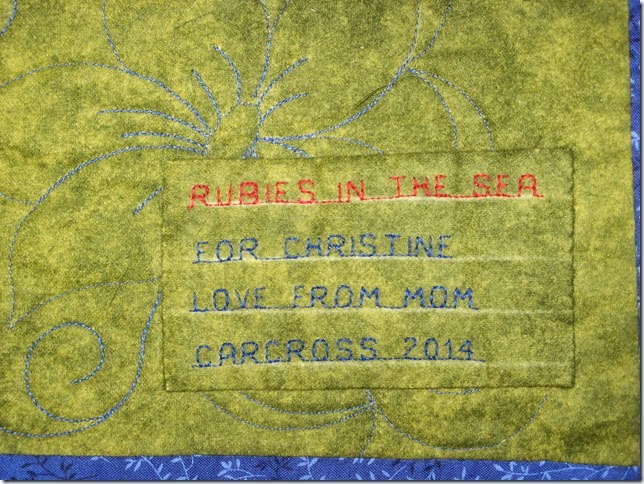 RUBIES IN THE SEA
FOR CHRISTINE
LOVE FROM MOM
CARCROSS 2014